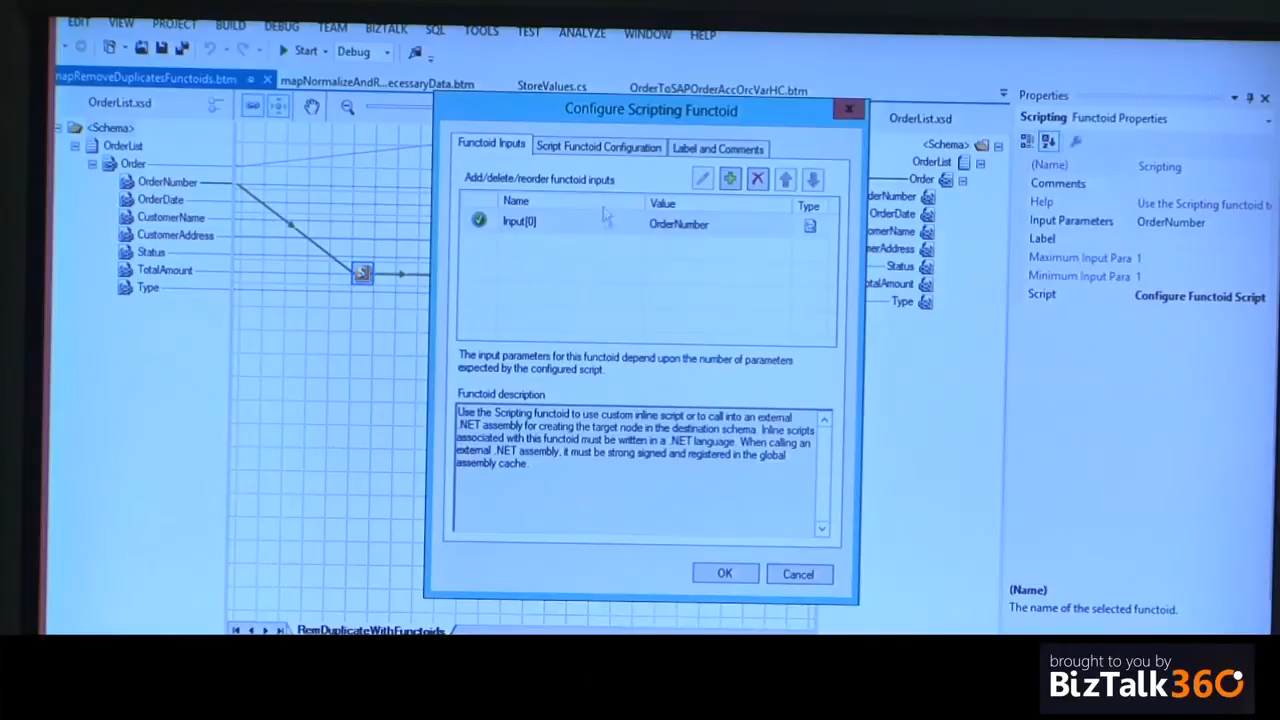 EDIT VIEW PROJECT BUILD DEBUG TEAM BIZTALK SQL TOOLS TEST ANALYZE WINDOW HELP
Start Debug
mapRemoveDuplicatesFunctoids.btm mapNormalizeAndR...ecessaryData.btm StoreValues.cs OrderToSAPOrderAccOrcVarHC.btm
OrderList.xsd
<Schema>
OrderList
Order
OrderNumber
OrderDate
CustomerName
CustomerAddress
Status
TotalAmount
Type
Configure Scripting Functoid
Functoid Inputs Script Functoid Configuration Label and Comments
Add/delete/reorder functoid inputs
Name Value Type
Input[0] OrderNumber
The input parameters for this functoid depend upon the number of parameters
expected by the configured script.
Functoid description
Use the Scripting functoid to use custom inline script or to call into an external
.NET assembly for creating the target node in the destination schema. Inline scripts
associated with this functoid must be written in a .NET language. When calling an
external .NET assembly, it must be strong signed and registered in the global
assembly cache.
OK Cancel
OrderList.xsd
<Schema>
OrderList
Order
derNumber
OrderDate
omerName
nerAddress
Status
otalAmount
Type
Properties
Scripting Functoid Properties
(Name) Scripting
Comments
Help Use the Scripting functoid t
Input Parameters OrderNumber
Label
Maximum Input Para 1
Minimum Input Para 1
Script Configure Functoid Script
(Name)
The name of the selected functoid.
RemDuplicateWithFunctoids
brought to you by
BizTalk360